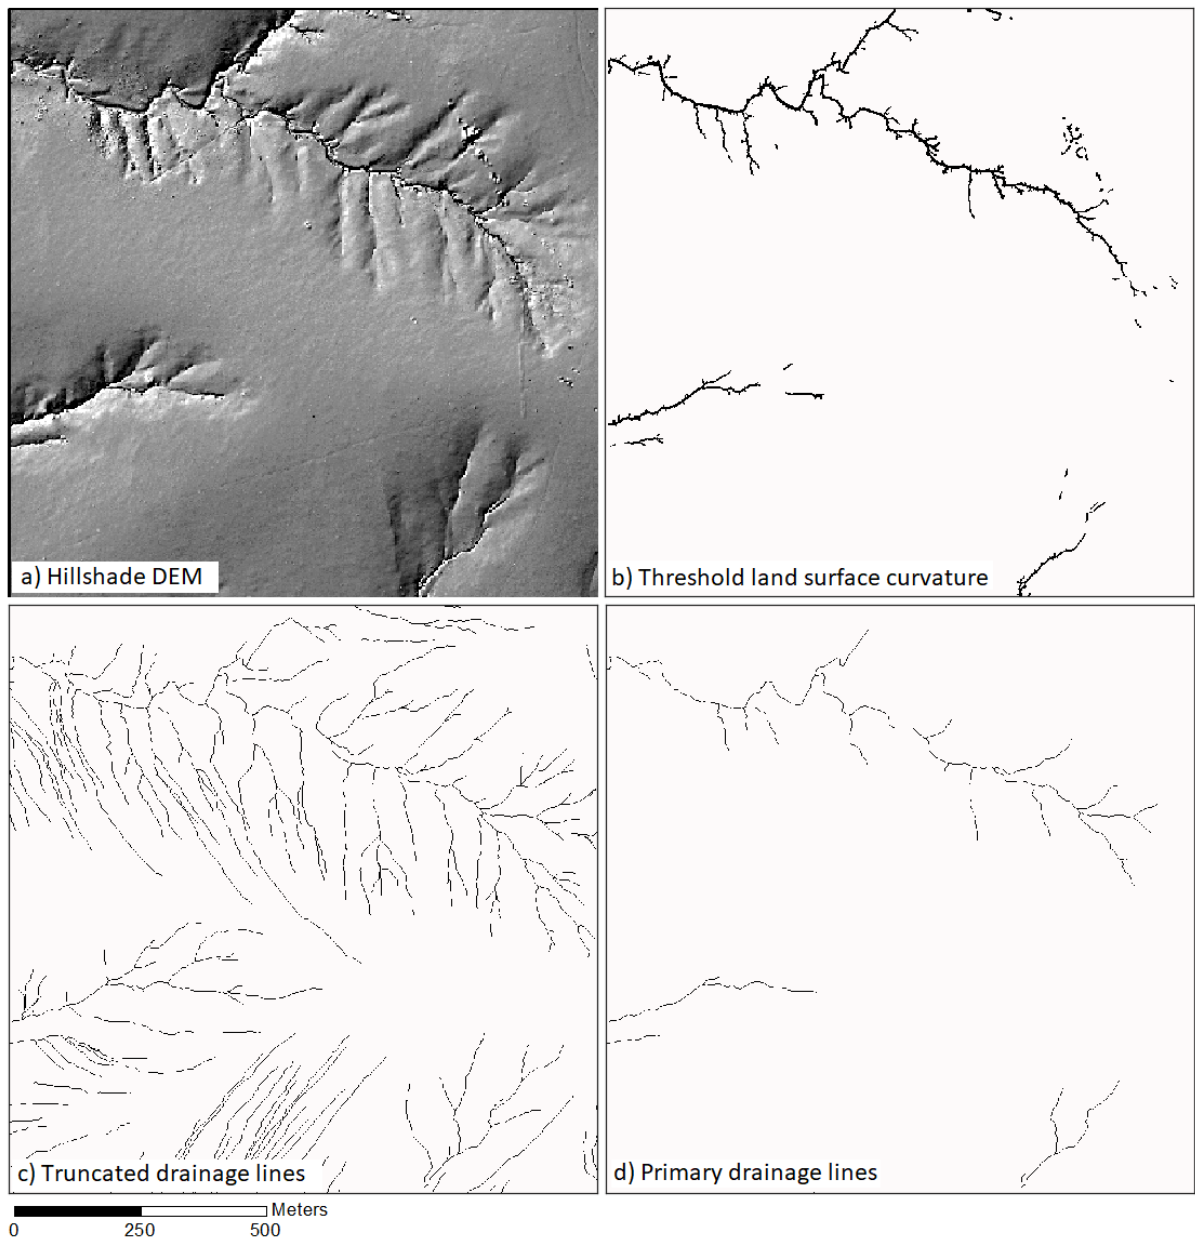 a) Hillshade DEM
b) Threshold land surface curvature
c) Truncated drainage lines
d) Primary drainage lines
Meters
0 250 500